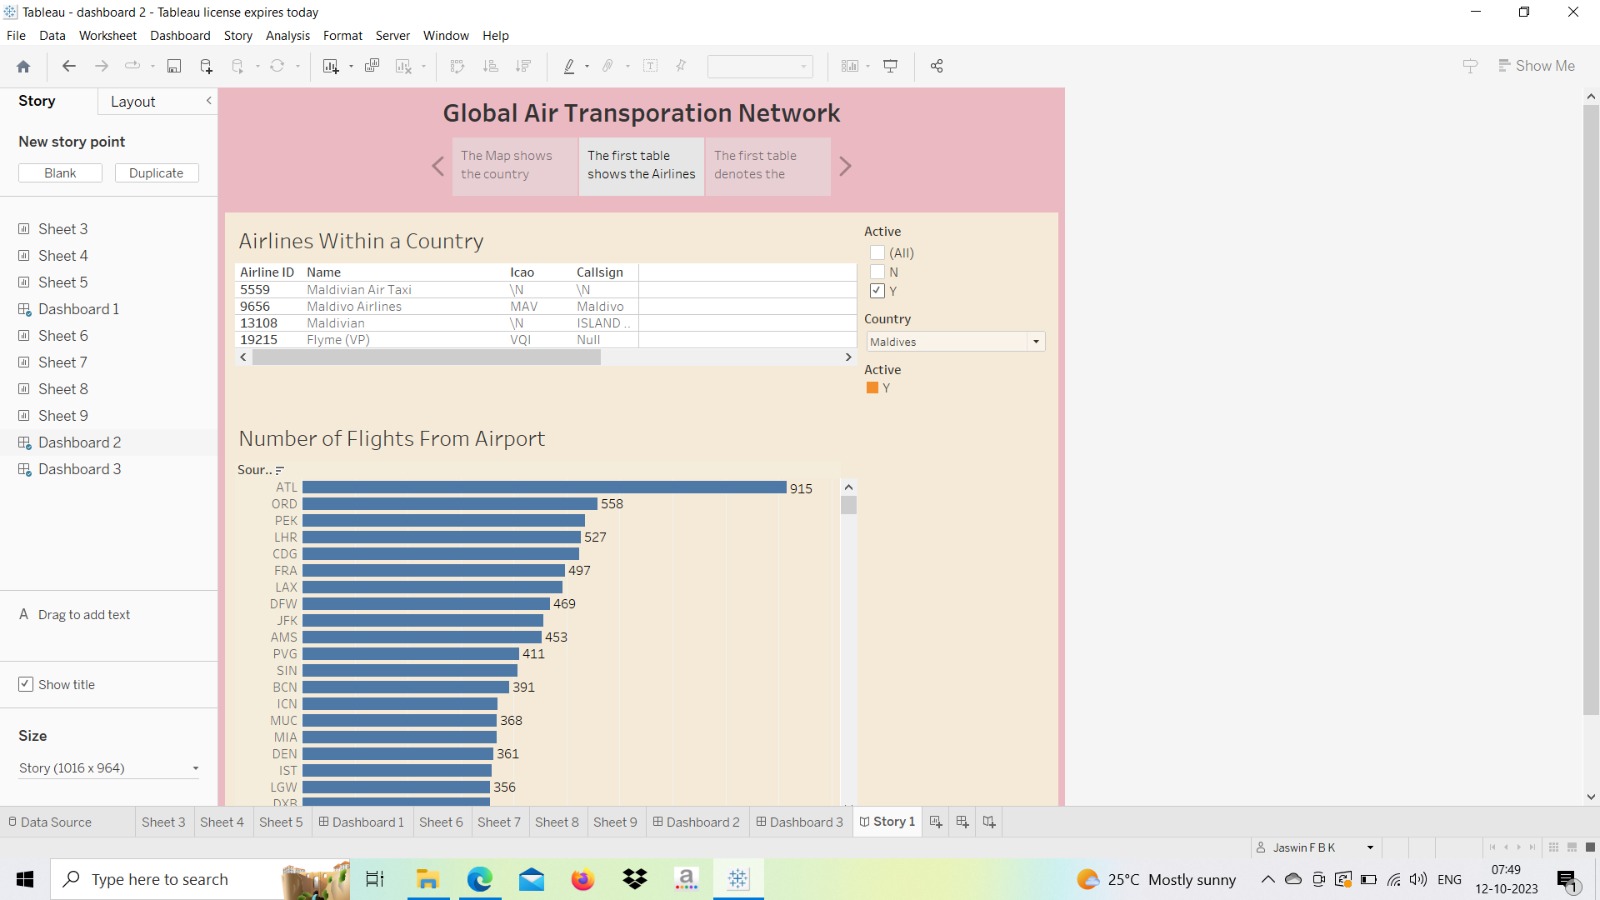 Tableau - dashboard 2 - Tableau license expires today
File Data Worksheet Dashboard Story Analysis Format Server Window Help
Show Me
Story Layout
New story point
Blank Duplicate
Sheet 3
Sheet 4
Sheet 5
Dashboard 1
Sheet 6
Sheet 7
Sheet 8
Sheet 9
Dashboard 2
Dashboard 3
A Drag to add text
Show title
Size
Story (1016 x 964)
Global Air Transporation Network
The Map shows
the country
The first table
shows the Airlines
The first table
denotes the
Airlines Within a Country
Airline ID Name Icao Callsign
5559 Maldivian Air Taxi \N \N
9656 Maldivo Airlines MAV Maldivo
13108 Maldivian \N ISLAND ..
19215 Flyme (VP) VQI Null
Active
(All)
N
Y
Country
Maldives
Active
Y
Number of Flights From Airport
Sour..
ATL 915
ORD 558
PEK
LHR 527
CDG
FRA 497
LAX
DFW 469
JFK
AMS 453
PVG 411
SIN
BCN 391
ICN
MUC 368
MIA
DEN 361
IST
LGW 356
DXB
Data Source Sheet 3 Sheet 4 Sheet 5 Dashboard 1 Sheet 6 Sheet 7 Sheet 8 Sheet 9 Dashboard 2 Dashboard 3 Story 1
Jaswin F B K
Type here to search
a
25°C Mostly sunny
ENG
07:49
12-10-2023
1